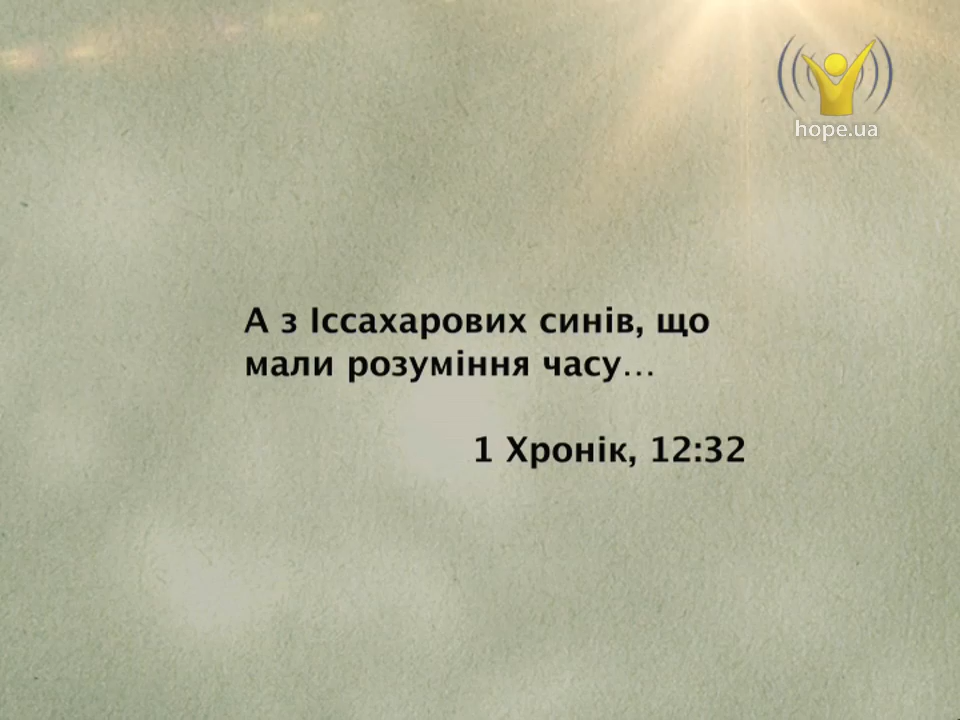 hope.ua
А з Іссахарових синів, що
мали розуміння часу...
1 Хронік, 12:32